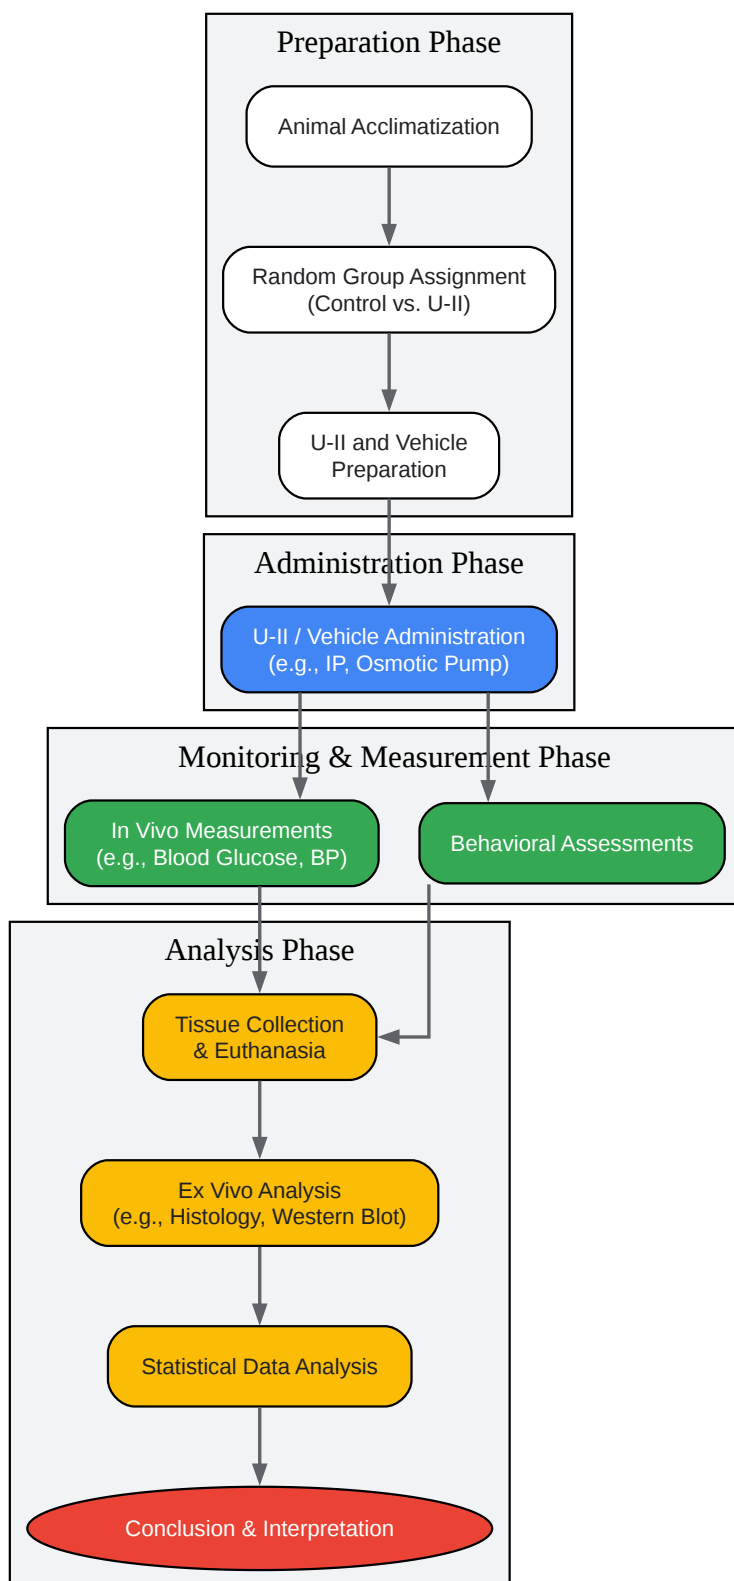 Preparation Phase
Animal Acclimatization
Random Group Assignment
(Control vs. U-II)
U-II and Vehicle
Preparation
Administration Phase
U-II / Vehicle Administration
(e.g., IP, Osmotic Pump)
Monitoring & Measurement Phase
In Vivo Measurements
(e.g., Blood Glucose, BP)
Behavioral Assessments
Analysis Phase
Tissue Collection
& Euthanasia
Ex Vivo Analysis
(e.g., Histology, Western Blot)
Statistical Data Analysis
Conclusion & Interpretation